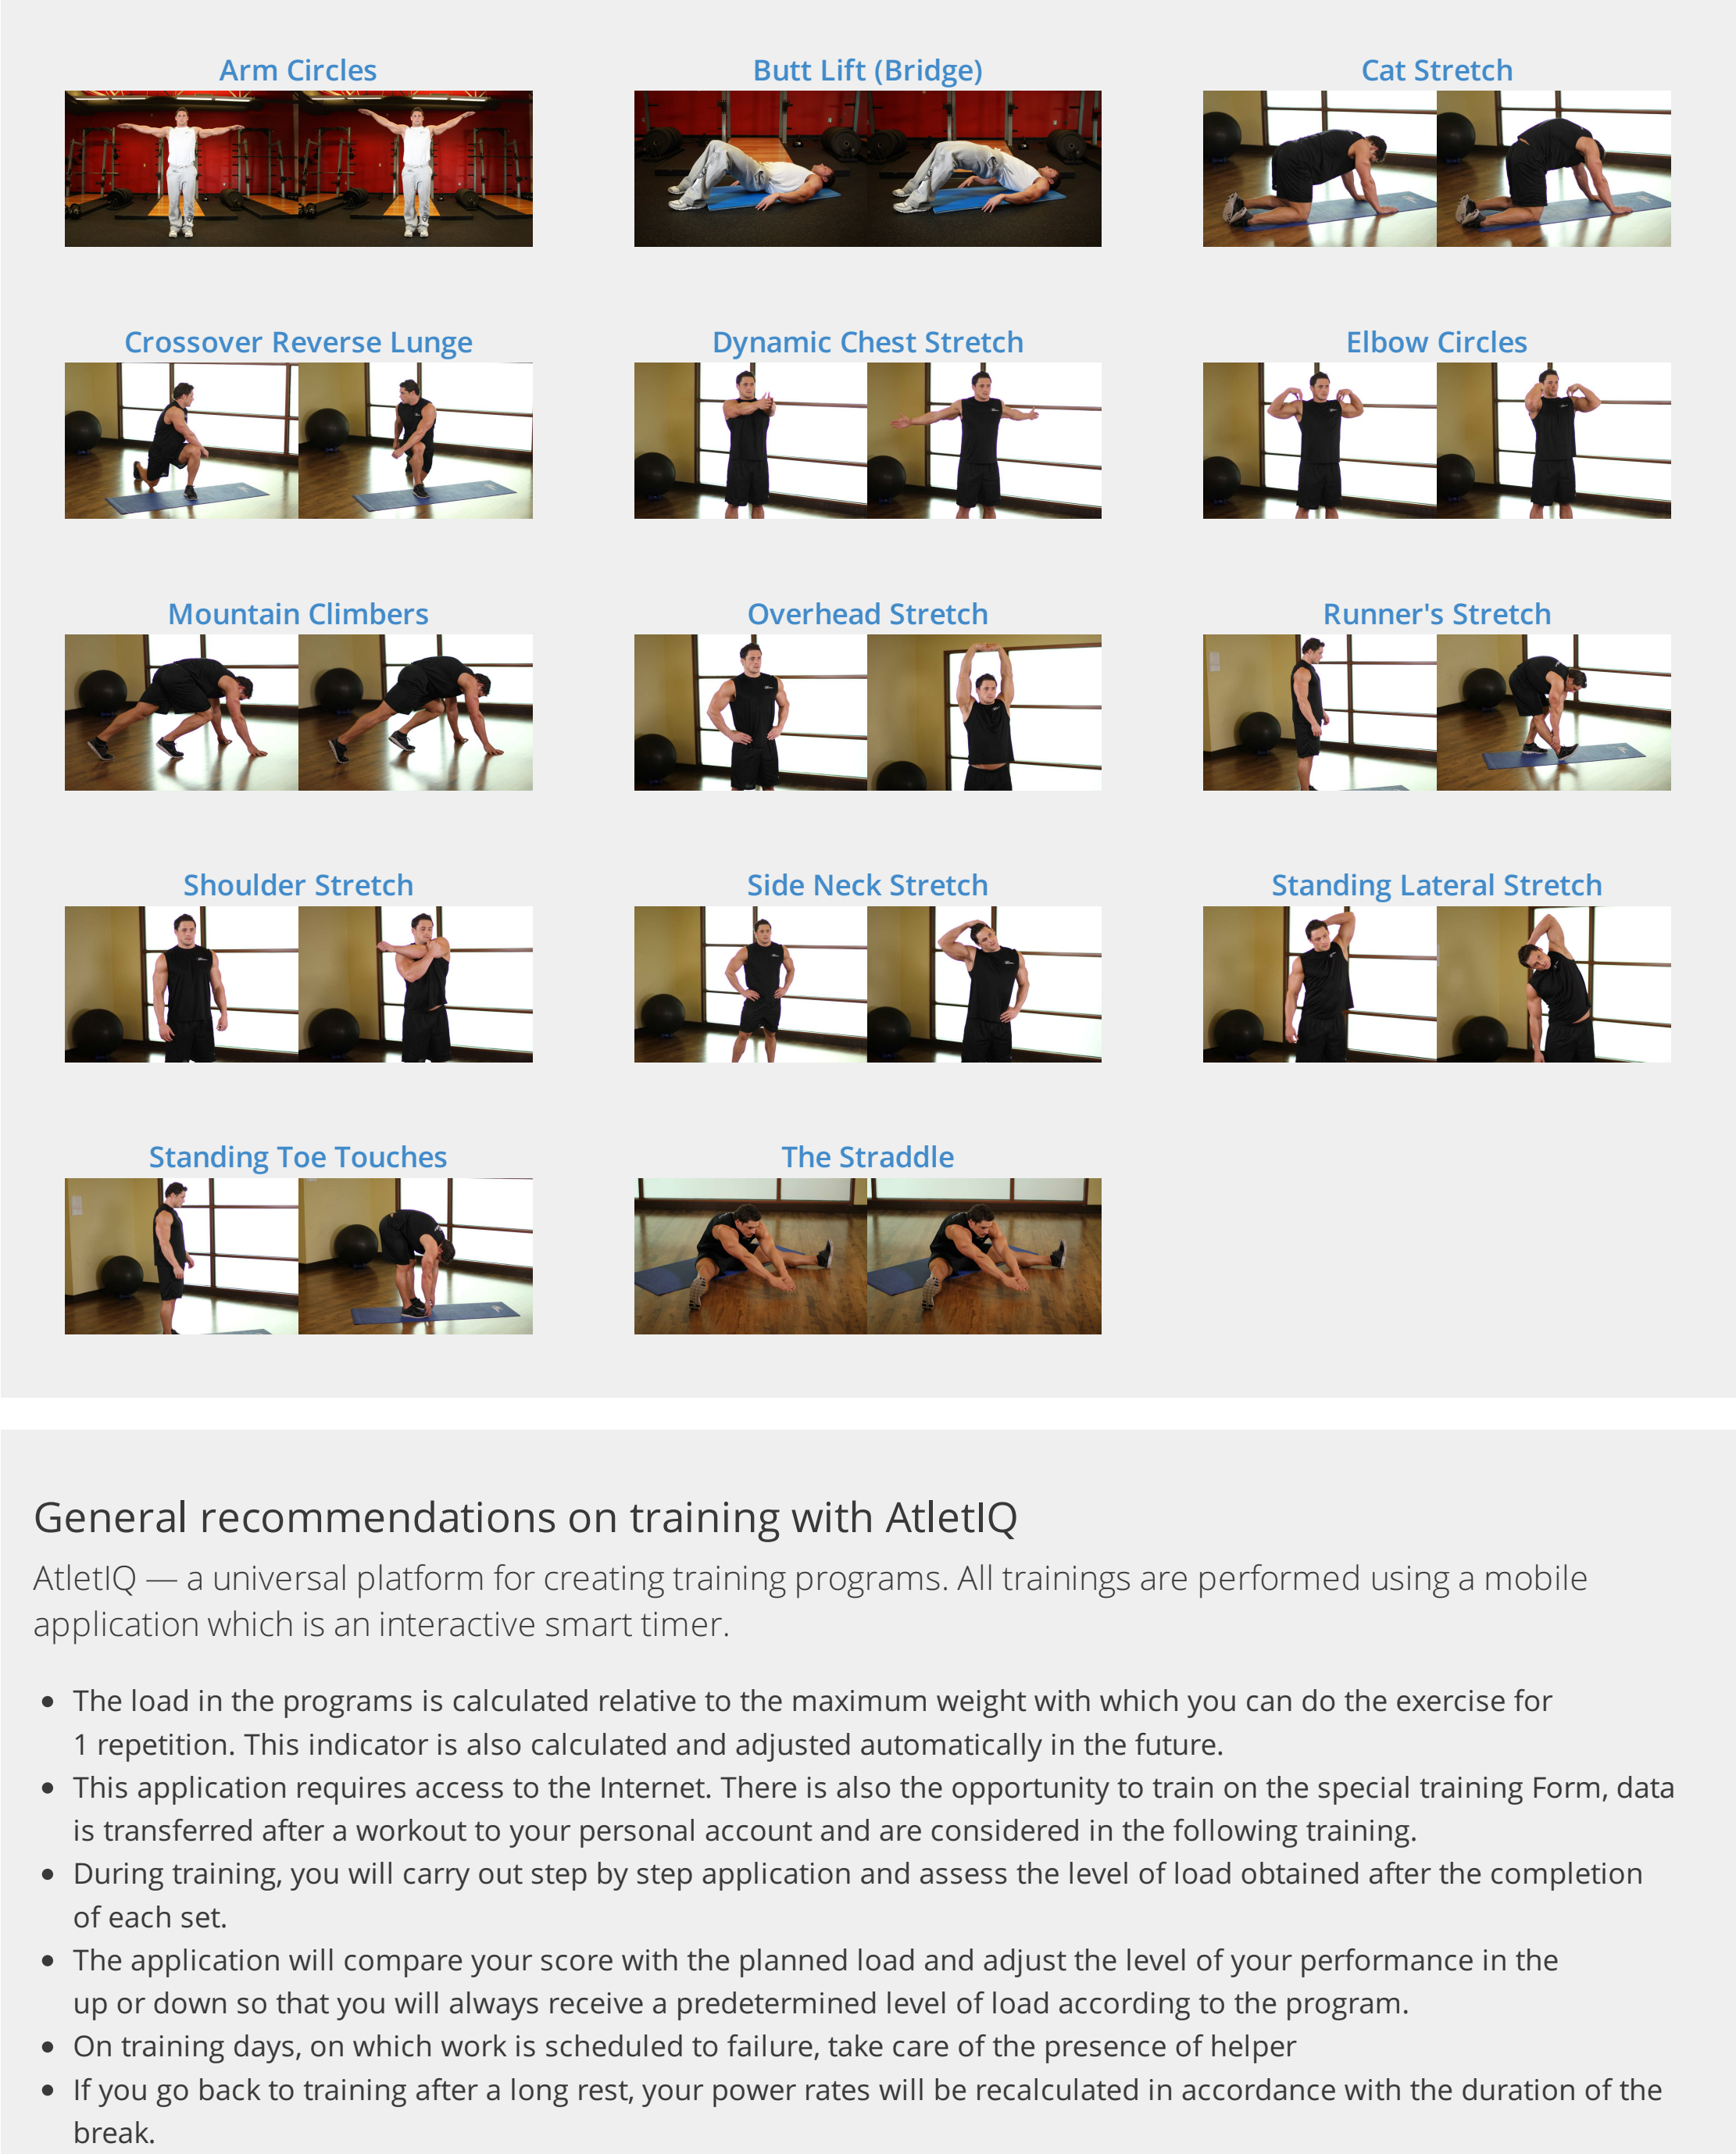 Arm Circles
Butt Lift (Bridge)
Cat Stretch
Crossover Reverse Lunge
Dynamic Chest Stretch
Elbow Circles
Mountain Climbers
Overhead Stretch
Runner's Stretch
Shoulder Stretch
Side Neck Stretch
Standing Lateral Stretch
Standing Toe Touches
The Straddle
General recommendations on training with AtletIQ
AtletIQ — a universal platform for creating training programs. All trainings are performed using a mobile
application which is an interactive smart timer.
• The load in the programs is calculated relative to the maximum weight with which you can do the exercise for
1 repetition. This indicator is also calculated and adjusted automatically in the future.
• This application requires access to the Internet. There is also the opportunity to train on the special training Form, data
is transferred after a workout to your personal account and are considered in the following training.
• During training, you will carry out step by step application and assess the level of load obtained after the completion
of each set.
• The application will compare your score with the planned load and adjust the level of your performance in the
up or down so that you will always receive a predetermined level of load according to the program.
• On training days, on which work is scheduled to failure, take care of the presence of helper
• If you go back to training after a long rest, your power rates will be recalculated in accordance with the duration of the
break.